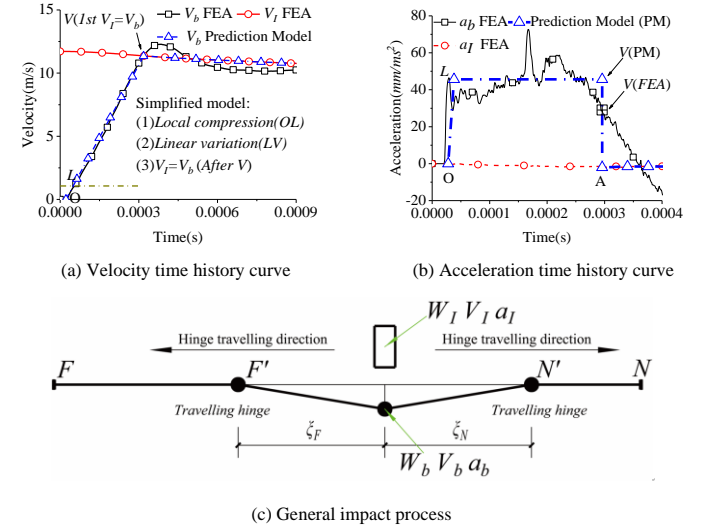 V(1st V_I=V_b)
V_b FEA
V_I FEA
V_b Prediction Model
Velocity(m/s)
15
10
5
0
Simplified model:
(1)Local compression(OL)
(2)Linear variation(LV)
(3)V_I=V_b (After V)
L
O
0.0000 0.0003 0.0006 0.0009
Time(s)
(a) Velocity time history curve
a_b FEA
Prediction Model (PM)
a_I FEA
Acceleration(mm/ms²)
80
60
40
20
0
-20
L
V(PM)
V(FEA)
O
A
0.0000 0.0001 0.0002 0.0003 0.0004
Time(s)
(b) Acceleration time history curve
W_I V_I a_I
Hinge travelling direction
Hinge travelling direction
F
F′
N′
N
Travelling hinge
Travelling hinge
ξ_F
ξ_N
W_b V_b a_b
(c) General impact process